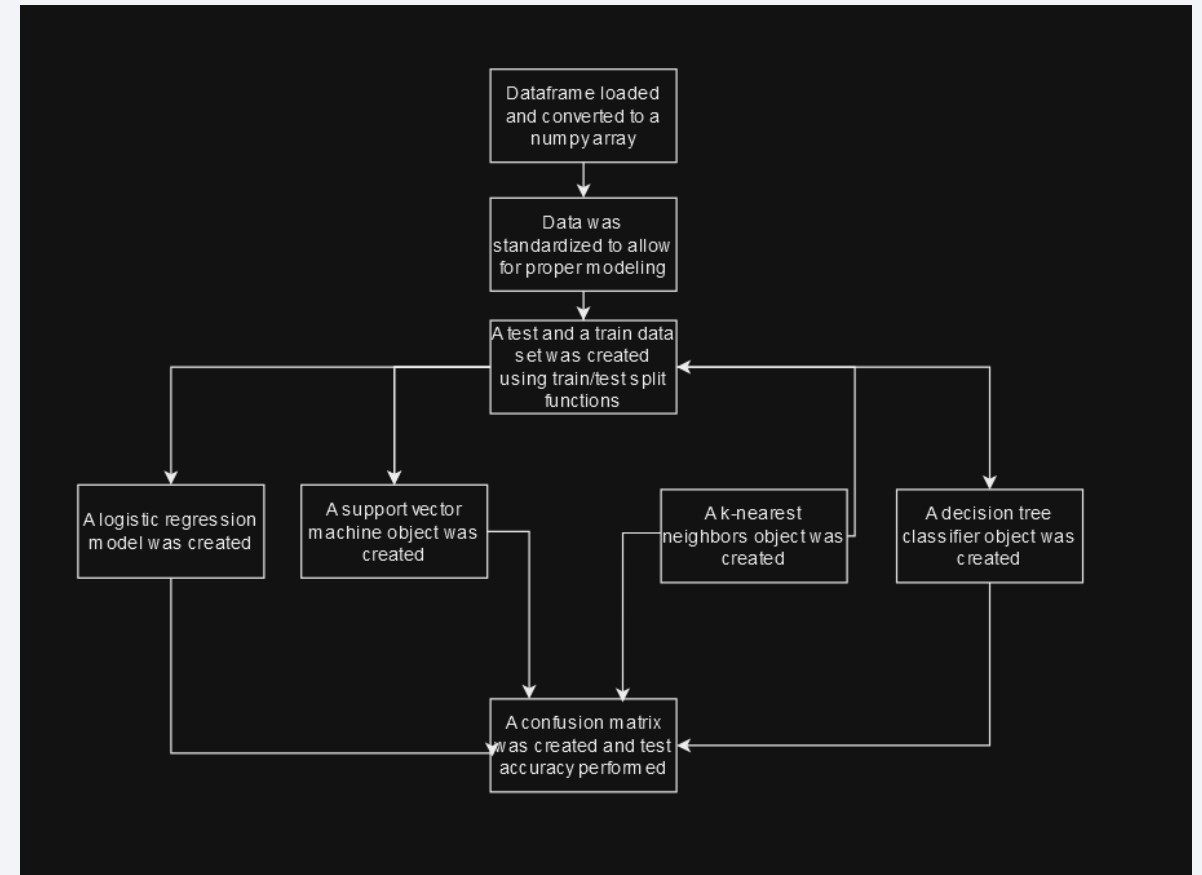 Dataframe loaded
and converted to a
numpy array
Data was
standardized to allow
for proper modeling
A test and a train data
set was created
using train/test split
functions
A logistic regression
model was created
A support vector
machine object was
created
A k-nearest
neighbors object was
created
A decision tree
classifier object was
created
A confusion matrix
was created and test
accuracy performed